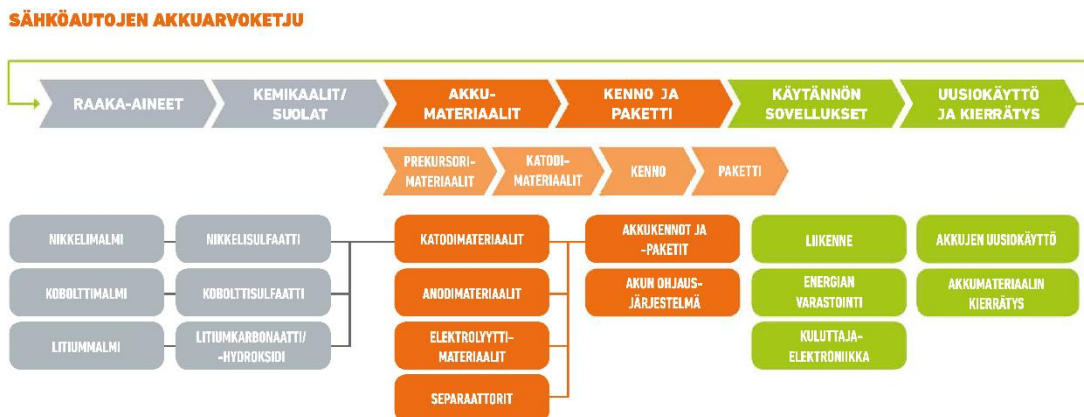 SÄHKÖAUTOJEN AKKUARVOKETJU
RAAKA-AINEET
KEMIKAALIT/
SUOLAT
AKKU-
MATERIAALIT
KENNO JA
PAKETTI
KÄYTÄNNÖN
SOVELLUKSET
UUSIOKÄYTTÖ
JA KIERRÄTYS
PREKURSORI-
MATERIAALIT
KATODI-
MATERIAALIT
KENNO
PAKETTI
NIKKELIMALMI
NIKKELISULFAATTI
KATODIMATERIAALIT
AKKUKENNOT JA
-PAKETIT
LIIKENNE
AKKUJEN UUSIOKÄYTTÖ
KOBOLTTIMALMI
KOBOLTTISULFAATTI
ANODIMATERIAALIT
AKUN OHJAUS-
JÄRJESTELMÄ
ENERGIAN
VARASTOINTI
AKKUMATERIAALIN
KIERRÄTYS
LITIUMMALMI
LITIUMKARBONAATTI/
-HYDROKSIDI
ELEKTROLYYTTI-
MATERIAALIT
KULUTTAJA-
ELEKTRONIIKKA
SEPARAATTORIT